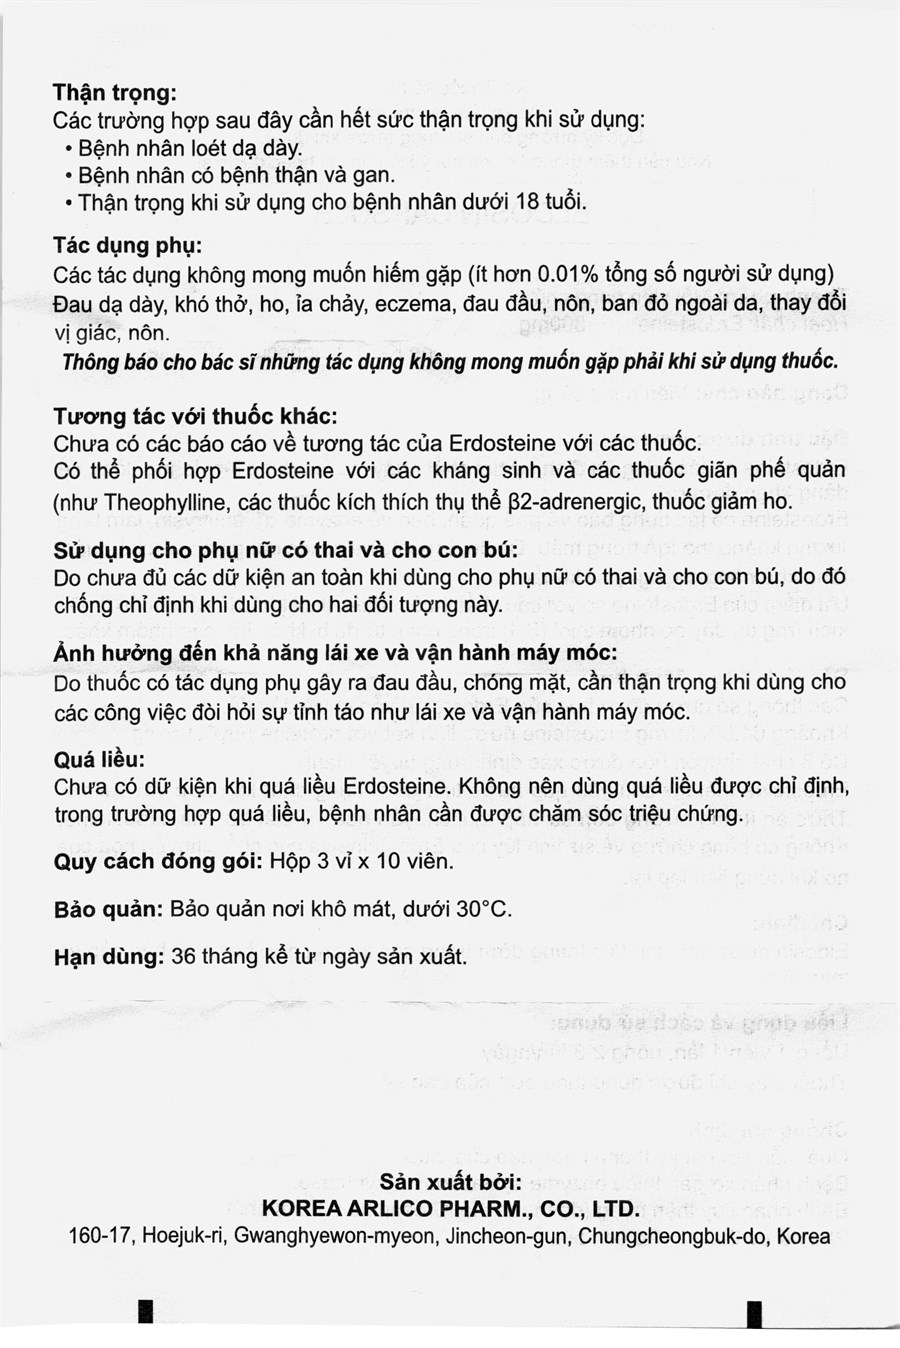 Thận trọng:
Các trường hợp sau đây cần hết sức thận trọng khi sử dụng:
• Bệnh nhân loét dạ dày.
• Bệnh nhân có bệnh thận và gan.
• Thận trọng khi sử dụng cho bệnh nhân dưới 18 tuổi.
Tác dụng phụ:
Các tác dụng không mong muốn hiếm gặp (ít hơn 0.01% tổng số người sử dụng)
Đau dạ dày, khó thở, ho, ỉa chảy, eczema, đau đầu, nôn, ban đỏ ngoài da, thay đổi
vị giác, nôn.
Thông báo cho bác sĩ những tác dụng không mong muốn gặp phải khi sử dụng thuốc.
Tương tác với thuốc khác:
Chưa có các báo cáo về tương tác của Erdosteine với các thuốc.
Có thể phối hợp Erdosteine với các kháng sinh và các thuốc giãn phế quản
(như Theophylline, các thuốc kích thích thụ thể β2-adrenergic, thuốc giảm ho.
Sử dụng cho phụ nữ có thai và cho con bú:
Do chưa đủ các dữ kiện an toàn khi dùng cho phụ nữ có thai và cho con bú, do đó
chống chỉ định khi dùng cho hai đối tượng này.
Ảnh hưởng đến khả năng lái xe và vận hành máy móc:
Do thuốc có tác dụng phụ gây ra đau đầu, chóng mặt, cần thận trọng khi dùng cho
các công việc đòi hỏi sự tỉnh táo như lái xe và vận hành máy móc.
Quá liều:
Chưa có dữ kiện khi quá liều Erdosteine. Không nên dùng quá liều được chỉ định,
trong trường hợp quá liều, bệnh nhân cần được chăm sóc triệu chứng.
Quy cách đóng gói: Hộp 3 vỉ x 10 viên.
Bảo quản: Bảo quản nơi khô mát, dưới 30°C.
Hạn dùng: 36 tháng kể từ ngày sản xuất.
Sản xuất bởi:
KOREA ARLICO PHARM., CO., LTD.
160-17, Hoejuk-ri, Gwanghyewon-myeon, Jincheon-gun, Chungcheongbuk-do, Korea